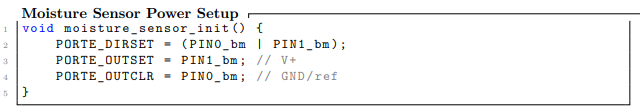 Moisture Sensor Power Setup
1 void moisture_sensor_init() {
2     PORTE_DIRSET = (PIN0_bm | PIN1_bm);
3     PORTE_OUTSET = PIN1_bm; // V+
4     PORTE_OUTCLR = PIN0_bm; // GND/ref
5 }